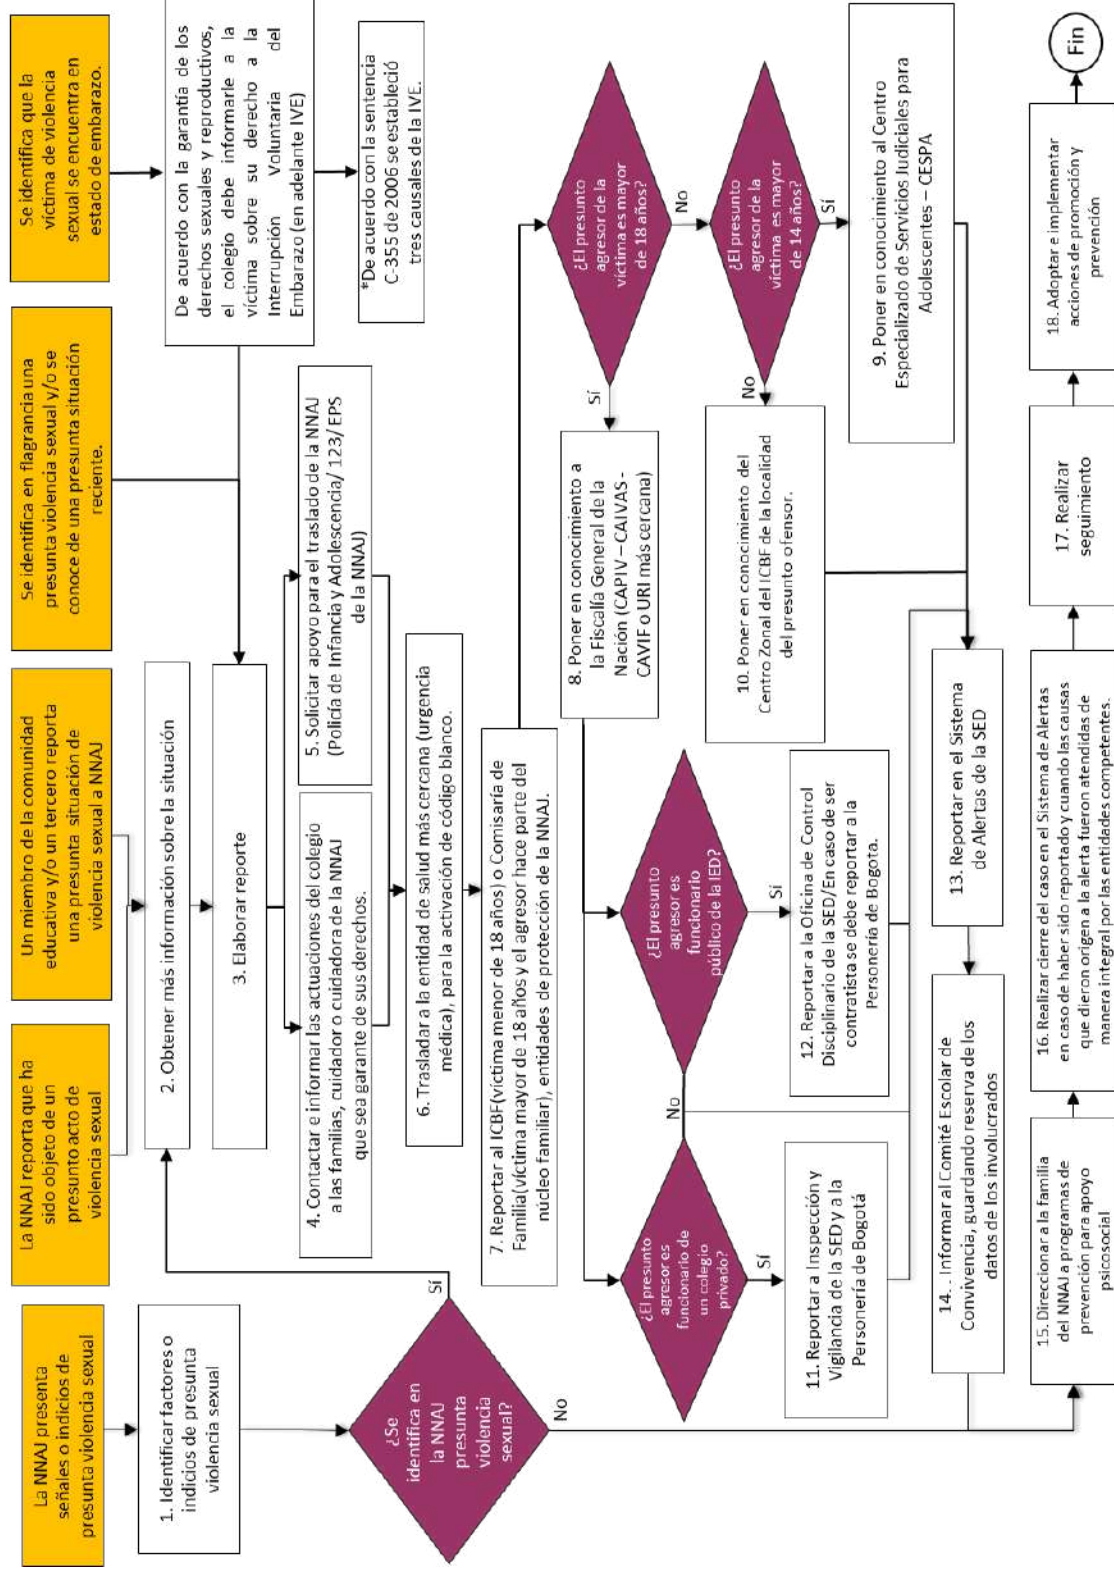 La NNAJ presenta
señales o indicios de
presunta violencia sexual
La NNAJ reporta que ha
sido objeto de un
presunto acto de
violencia sexual
Un miembro de la comunidad
educativa y/o un tercero reporta
una presunta situación de
violencia sexual a NNAJ
Se identifica en flagrancia una
presunta violencia sexual y/o se
conoce de una presunta situación
reciente.
Se identifica que la
víctima de violencia
sexual se encuentra en
estado de embarazo.
1. Identificar factores o
indicios de presunta
violencia sexual
2. Obtener más información sobre la situación
De acuerdo con la garantía de los
derechos sexuales y reproductivos,
el colegio debe informarle a la
víctima sobre su derecho a la
Interrupción Voluntaria del
Embarazo (en adelante IVE)
3. Elaborar reporte
*De acuerdo con la sentencia
C-355 de 2006 se estableció
tres causales de la IVE.
¿Se
identifica en
la NNAJ
presunta
violencia
sexual?
Sí
No
4. Contactar e informar las actuaciones del colegio
a las familias, cuidador o cuidadora de la NNAJ
que sea garante de sus derechos.
5. Solicitar apoyo para el traslado de la NNAJ
(Policía de Infancia y Adolescencia/ 123/ EPS
de la NNAJ)
6. Trasladar a la entidad de salud más cercana (urgencia
médica), para la activación de código blanco.
7. Reportar al ICBF(víctima menor de 18 años) o Comisaría de
Familia(víctima mayor de 18 años y el agresor hace parte del
núcleo familiar), entidades de protección de la NNAJ.
¿El presunto
agresor de la
víctima es mayor
de 18 años?
Sí
No
8. Poner en conocimiento a
la Fiscalía General de la
Nación (CAPIV – CAIVAS -
CAVIF o URI más cercana)
¿El presunto
agresor de la
víctima es mayor
de 14 años?
No
Sí
¿El presunto
agresor es
funcionario de
un colegio
privado?
Sí
No
¿El presunto
agresor es
funcionario
público de la IED?
Sí
10. Poner en conocimiento del
Centro Zonal del ICBF de la localidad
del presunto ofensor.
9. Poner en conocimiento al Centro
Especializado de Servicios Judiciales para
Adolescentes – CESPA
11. Reportar a Inspección y
Vigilancia de la SED y a la
Personería de Bogotá
12. Reportar a la Oficina de Control
Disciplinario de la SED/En caso de ser
contratista se debe reportar a la
Personería de Bogota.
14. . Informar al Comité Escolar de
Convivencia, guardando reserva de los
datos de los involucrados
13. Reportar en el Sistema
de Alertas de la SED
15. Direccionar a la familia
del NNAJ a programas de
prevención para apoyo
psicosocial
16. Realizar cierre del caso en el Sistema de Alertas
en caso de haber sido reportado y cuando las causas
que dieron origen a la alerta fueron atendidas de
manera integral por las entidades competentes.
17. Realizar
seguimiento
18. Adoptar e implementar
acciones de promoción y
prevención
Fin